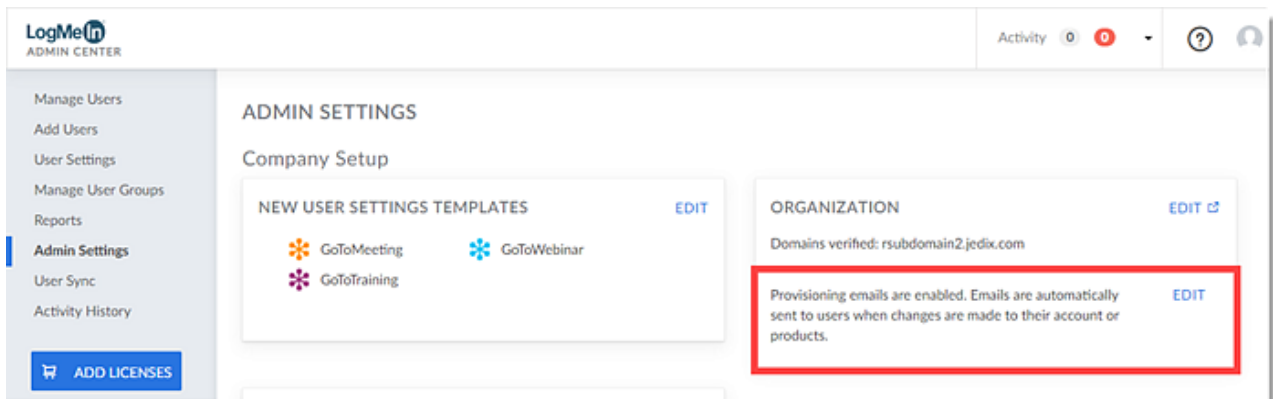 LogMeIn
ADMIN CENTER
Activity 0 0
Manage Users
Add Users
User Settings
Manage User Groups
Reports
Admin Settings
User Sync
Activity History
ADD LICENSES
ADMIN SETTINGS
Company Setup
NEW USER SETTINGS TEMPLATES EDIT
GoToMeeting GoToWebinar
GoToTraining
ORGANIZATION EDIT
Domains verified: rsubdomain2.jedix.com
Provisioning emails are enabled. Emails are automatically EDIT
sent to users when changes are made to their account or
products.